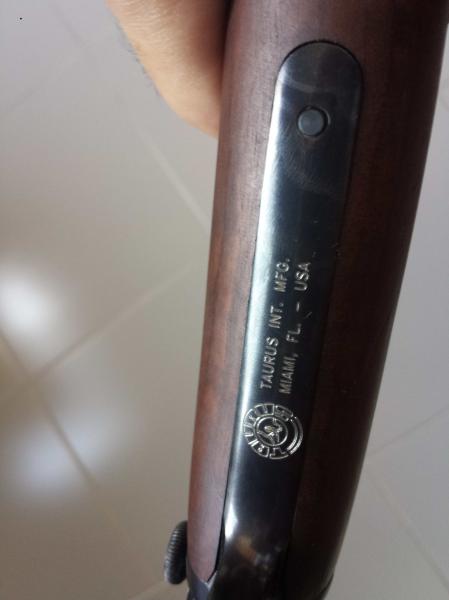 TAURUS INT. MFG.
MIAMI, FL. - USA